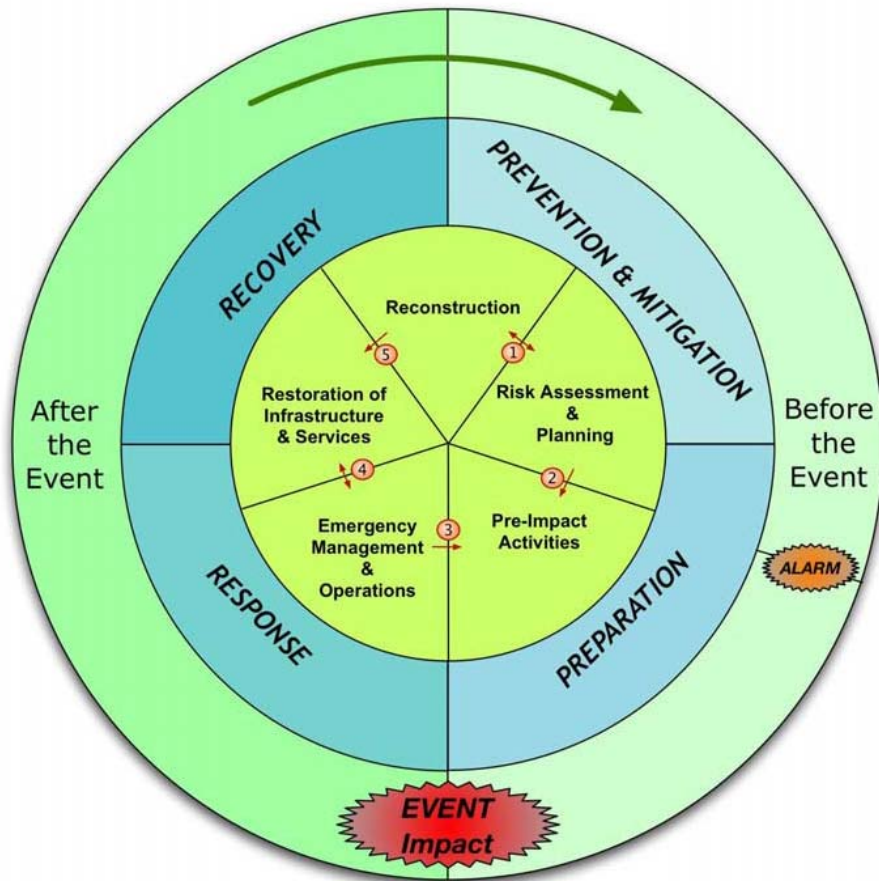 RECOVERY
PREVENTION & MITIGATION
Reconstruction
5
1
Restoration of
Infrastructure
& Services
Risk Assessment
&
Planning
After
the
Event
Before
the
Event
4
2
3
Emergency
Management
&
Operations
Pre-Impact
Activities
ALARM
RESPONSE
PREPARATION
EVENT
Impact